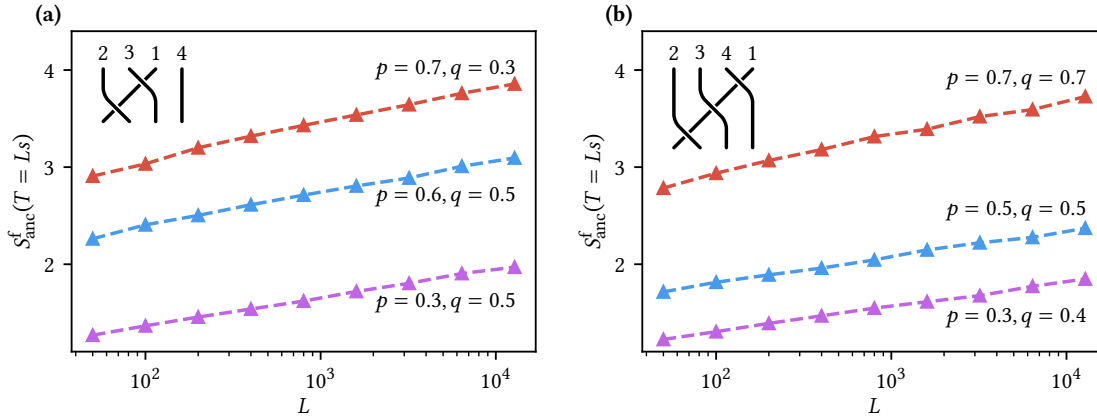 (a)
2 3 1 4
p = 0.7, q = 0.3
p = 0.6, q = 0.5
p = 0.3, q = 0.5
4
3
2
S^f_anc(T = Ls)
10^2 10^3 10^4
L
(b)
2 3 4 1
p = 0.7, q = 0.7
p = 0.5, q = 0.5
p = 0.3, q = 0.4
4
3
2
S^f_anc(T = Ls)
10^2 10^3 10^4
L